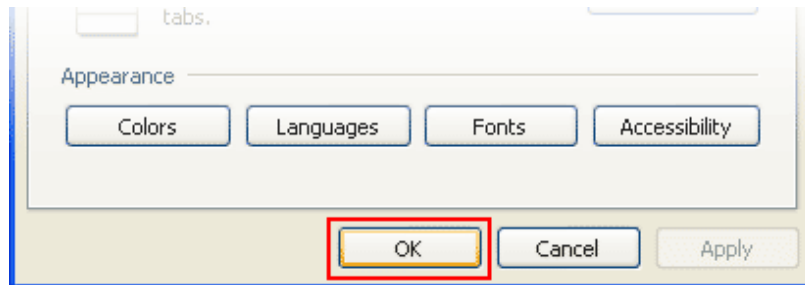 tabs.
Appearance
Colors Languages Fonts Accessibility
OK Cancel Apply